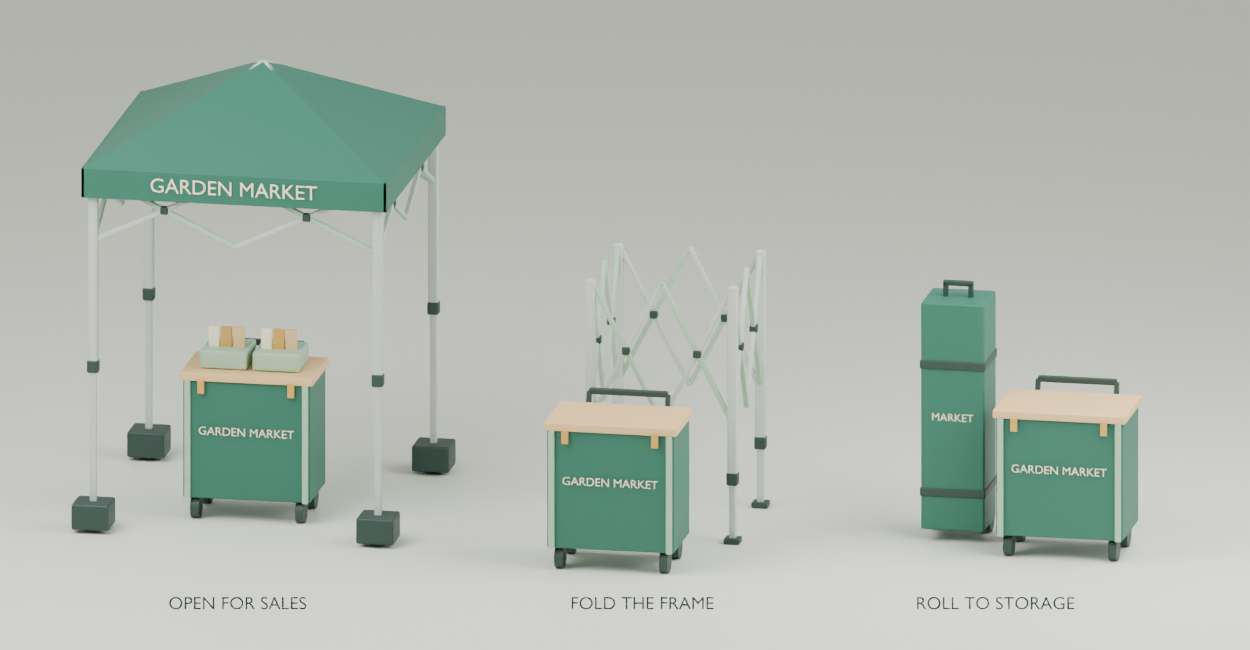 GARDEN MARKET
GARDEN MARKET
OPEN FOR SALES
GARDEN MARKET
FOLD THE FRAME
MARKET
GARDEN MARKET
ROLL TO STORAGE